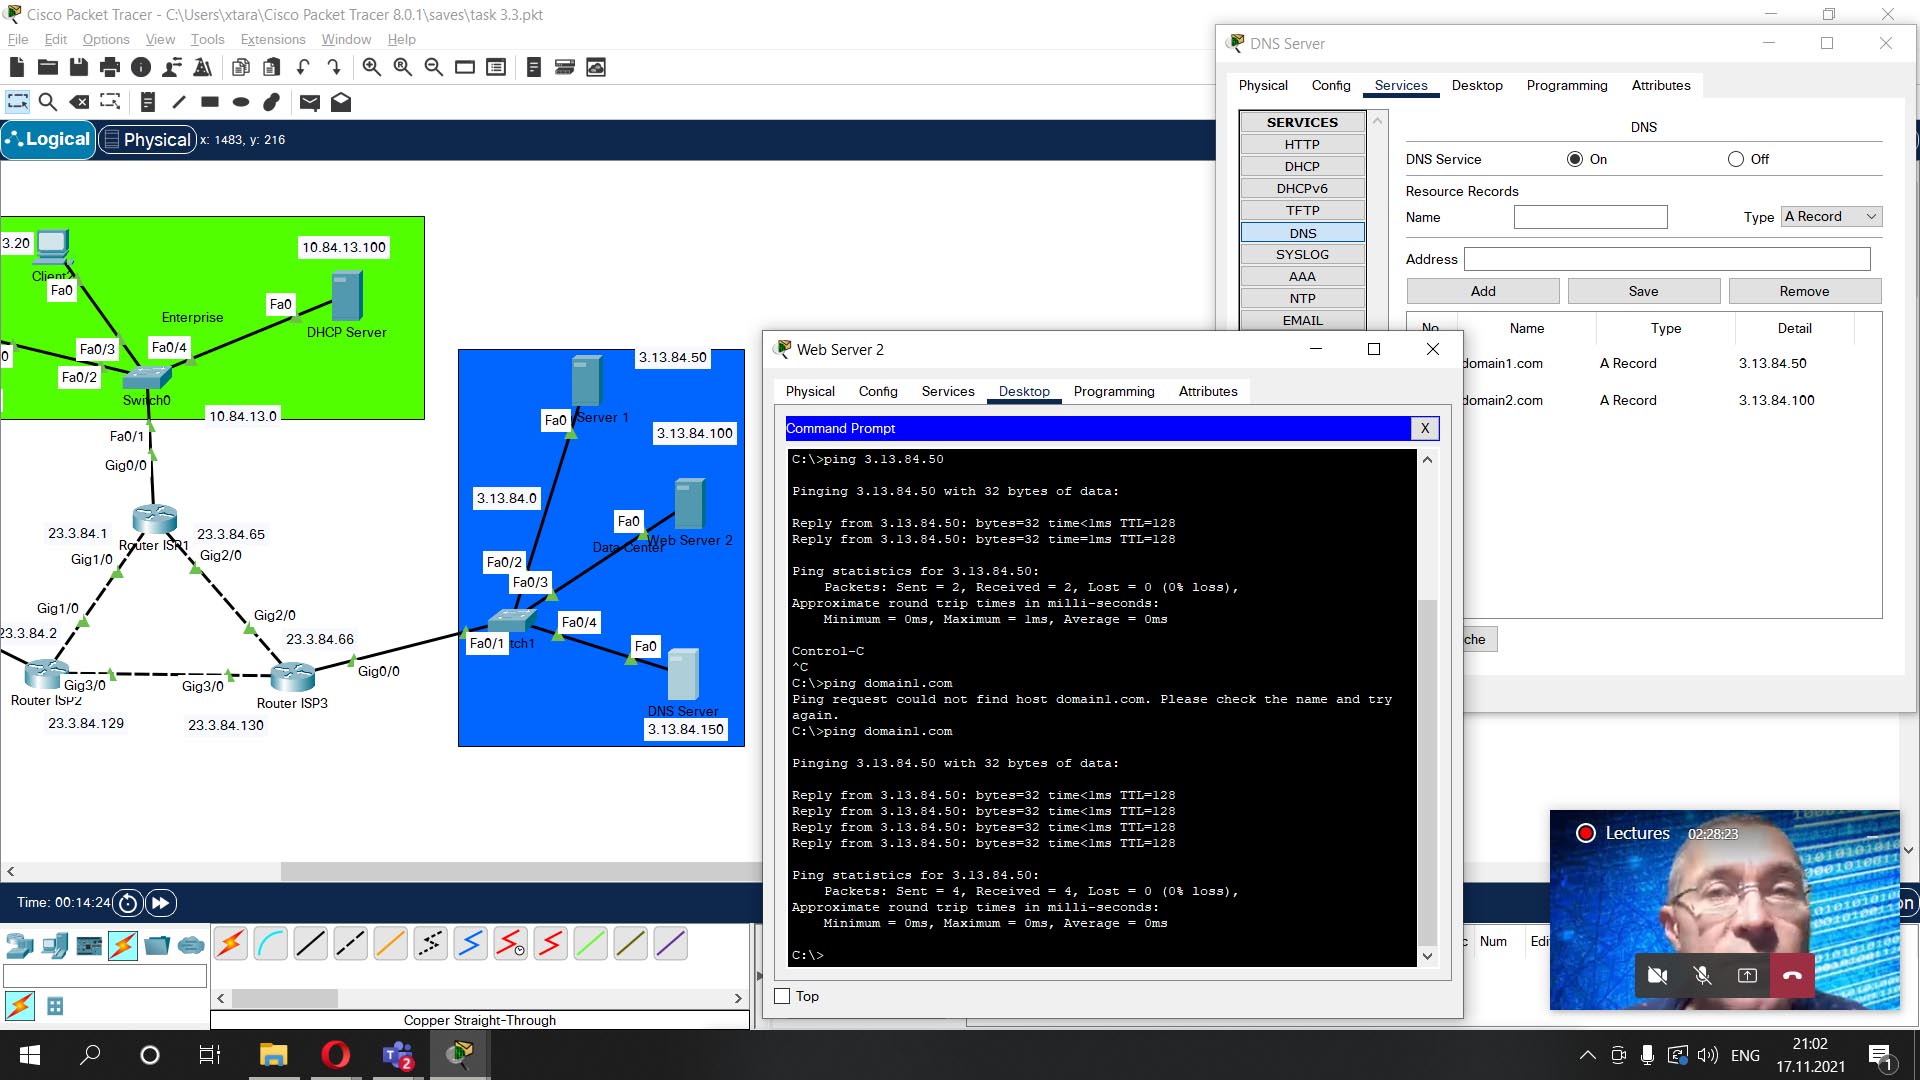 Cisco Packet Tracer - C:\Users\xtara\Cisco Packet Tracer 8.0.1\saves\task 3.3.pkt
File Edit Options View Tools Extensions Window Help
Logical Physical x: 1483, y: 216
3.20
Client2
Fa0
10.84.13.100
Fa0
DHCP Server
Enterprise
Fa0/3
Fa0/4
0
Fa0/2
Switch0
10.84.13.0
Fa0/1
Gig0/0
23.3.84.1
Router ISP1
23.3.84.65
Gig1/0
Gig2/0
Gig1/0
Gig2/0
23.3.84.2
23.3.84.66
Gig3/0
Gig3/0
Gig0/0
Router ISP2
Router ISP3
23.3.84.129
23.3.84.130
3.13.84.50
Fa0
Server 1
3.13.84.100
3.13.84.0
Fa0
Data Center
Web Server 2
Fa0/2
Fa0/3
Fa0/4
Fa0/1
tch1
Fa0
DNS Server
3.13.84.150
Time: 00:14:24
Copper Straight-Through
DNS Server
Physical Config Services Desktop Programming Attributes
SERVICES
HTTP
DHCP
DHCPv6
TFTP
DNS
SYSLOG
AAA
NTP
EMAIL
DNS
DNS Service On Off
Resource Records
Name Type A Record
Address
Add Save Remove
No. Name Type Detail
domain1.com A Record 3.13.84.50
domain2.com A Record 3.13.84.100
che
Web Server 2
Physical Config Services Desktop Programming Attributes
Command Prompt X
C:\>ping 3.13.84.50
Pinging 3.13.84.50 with 32 bytes of data:
Reply from 3.13.84.50: bytes=32 time<1ms TTL=128
Reply from 3.13.84.50: bytes=32 time=1ms TTL=128
Ping statistics for 3.13.84.50:
Packets: Sent = 2, Received = 2, Lost = 0 (0% loss),
Approximate round trip times in milli-seconds:
Minimum = 0ms, Maximum = 1ms, Average = 0ms
Control-C
^C
C:\>ping domain1.com
Ping request could not find host domain1.com. Please check the name and try
again.
C:\>ping domain1.com
Pinging 3.13.84.50 with 32 bytes of data:
Reply from 3.13.84.50: bytes=32 time<1ms TTL=128
Reply from 3.13.84.50: bytes=32 time<1ms TTL=128
Reply from 3.13.84.50: bytes=32 time<1ms TTL=128
Reply from 3.13.84.50: bytes=32 time<1ms TTL=128
Ping statistics for 3.13.84.50:
Packets: Sent = 4, Received = 4, Lost = 0 (0% loss),
Approximate round trip times in milli-seconds:
Minimum = 0ms, Maximum = 0ms, Average = 0ms
C:\>
Top
c Num Edi
on
Lectures 02:28:23
2
ENG
21:02
17.11.2021
1